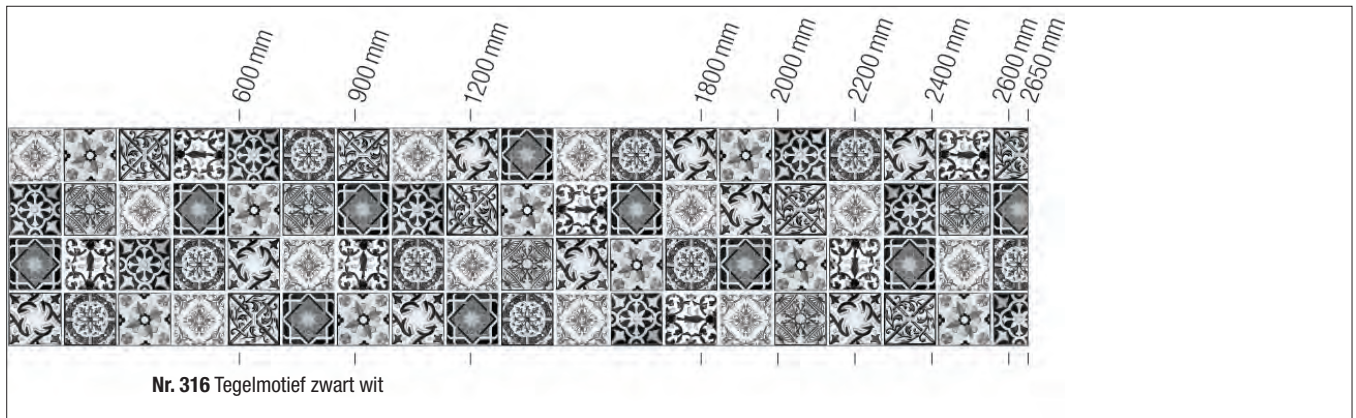 600 mm
900 mm
1200 mm
1800 mm
2000 mm
2200 mm
2400 mm
2600 mm
2650 mm
Nr. 316 Tegelmotief zwart wit